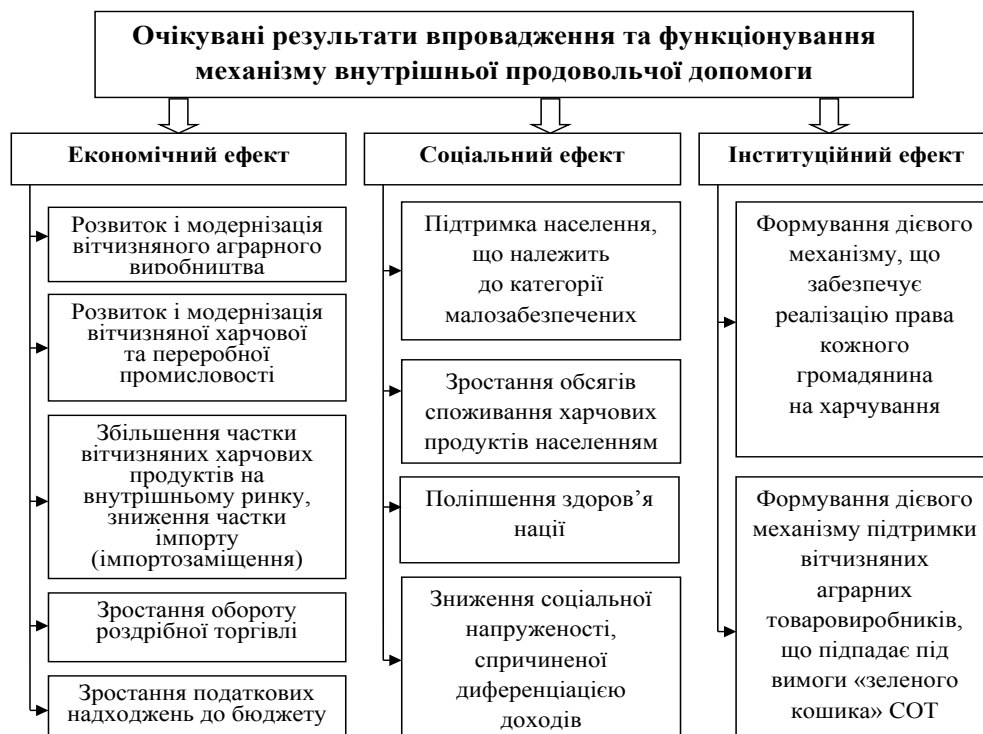 Очікувані результати впровадження та функціонування
механізму внутрішньої продовольчої допомоги
Економічний ефект
Розвиток і модернізація
вітчизняного аграрного
виробництва
Розвиток і модернізація
вітчизняної харчової
та переробної
промисловості
Збільшення частки
вітчизняних харчових
продуктів на
внутрішньому ринку,
зниження частки
імпорту
(імпортозаміщення)
Зростання обороту
роздрібної торгівлі
Зростання податкових
надходжень до бюджету
Соціальний ефект
Підтримка населення,
що належить
до категорії
малозабезпечених
Зростання обсягів
споживання харчових
продуктів населенням
Поліпшення здоров’я
нації
Зниження соціальної
напруженості,
спричиненої
диференціацією
доходів
Інституційний ефект
Формування дієвого
механізму, що
забезпечує
реалізацію права
кожного
громадянина
на харчування
Формування дієвого
механізму підтримки
вітчизняних
аграрних
товаровиробників,
що підпадає під
вимоги «зеленого
кошика» СОТ